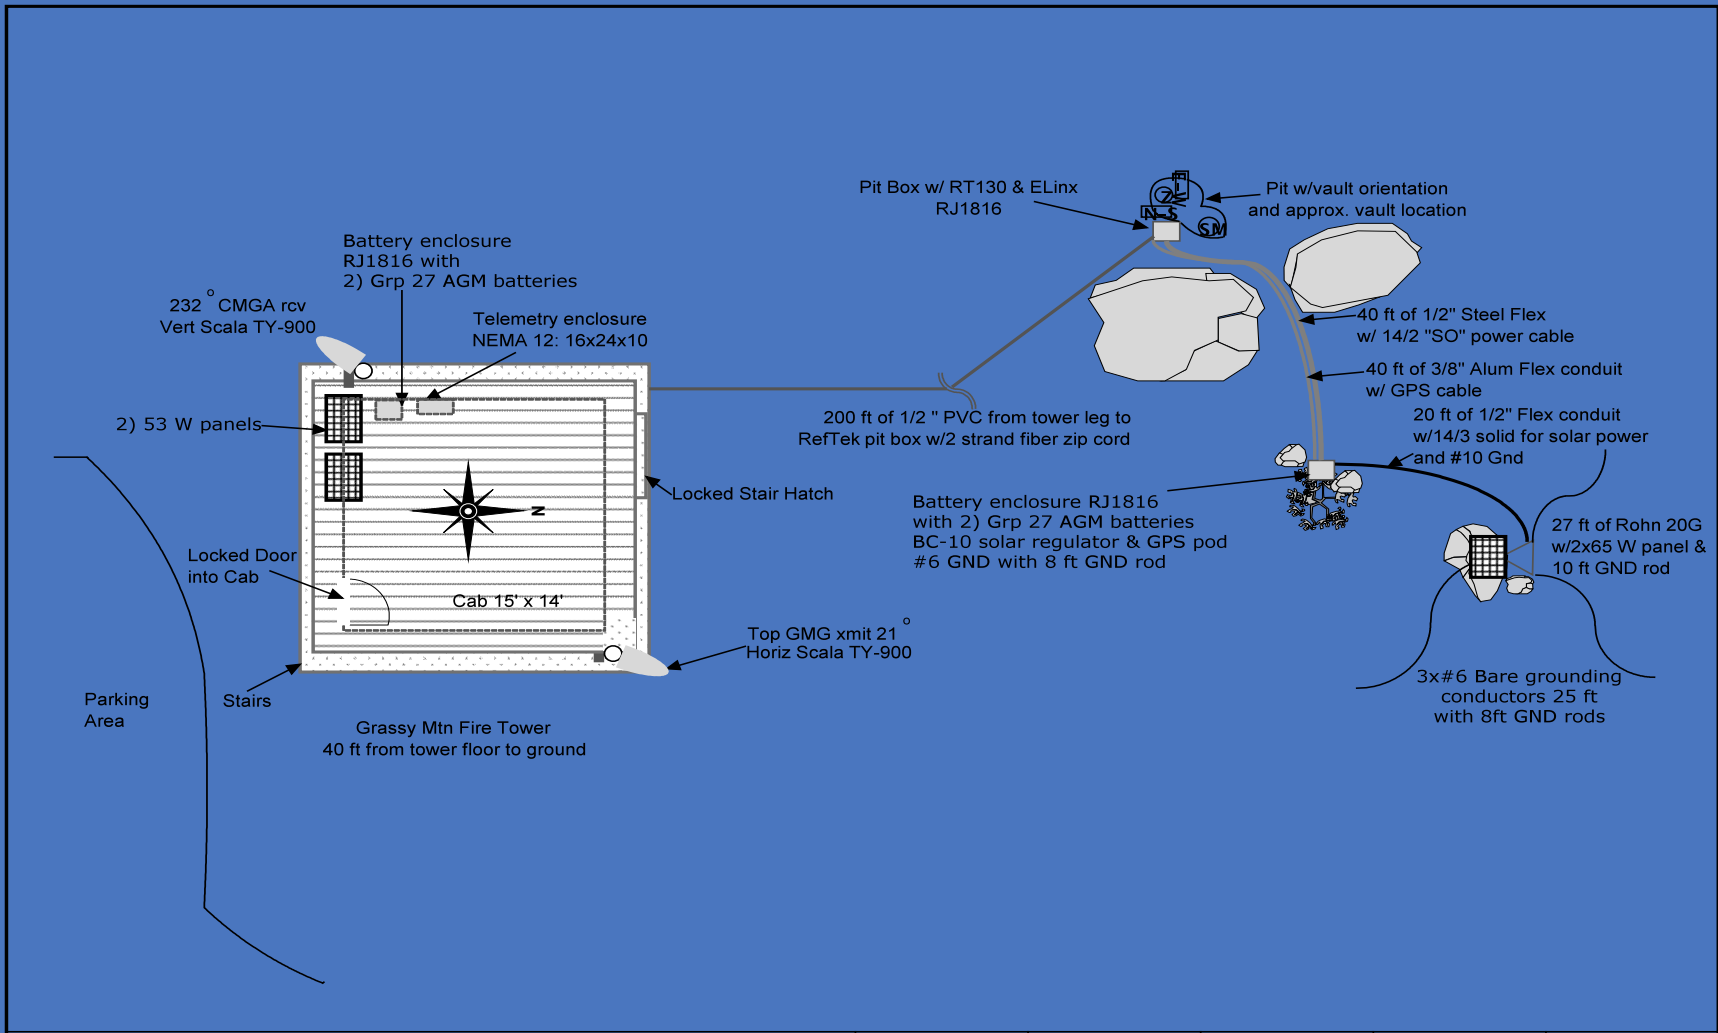 Pit Box w/ RT130 & ELinx
RJ1816
Z
E-W
N-S
SM
Pit w/vault orientation
and approx. vault location
Battery enclosure
RJ1816 with
2) Grp 27 AGM batteries
232 ° CMGA rcv
Vert Scala TY-900
Telemetry enclosure
NEMA 12: 16x24x10
40 ft of 1/2" Steel Flex
w/ 14/2 "SO" power cable
40 ft of 3/8" Alum Flex conduit
w/ GPS cable
2) 53 W panels
200 ft of 1/2 " PVC from tower leg to
RefTek pit box w/2 strand fiber zip cord
20 ft of 1/2" Flex conduit
w/14/3 solid for solar power
and #10 Gnd
Locked Stair Hatch
N
Battery enclosure RJ1816
with 2) Grp 27 AGM batteries
BC-10 solar regulator & GPS pod
#6 GND with 8 ft GND rod
27 ft of Rohn 20G
w/2x65 W panel &
10 ft GND rod
Locked Door
into Cab
Cab 15' x 14'
Top GMG xmit 21 °
Horiz Scala TY-900
Parking
Area
Stairs
3x#6 Bare grounding
conductors 25 ft
with 8ft GND rods
Grassy Mtn Fire Tower
40 ft from tower floor to ground